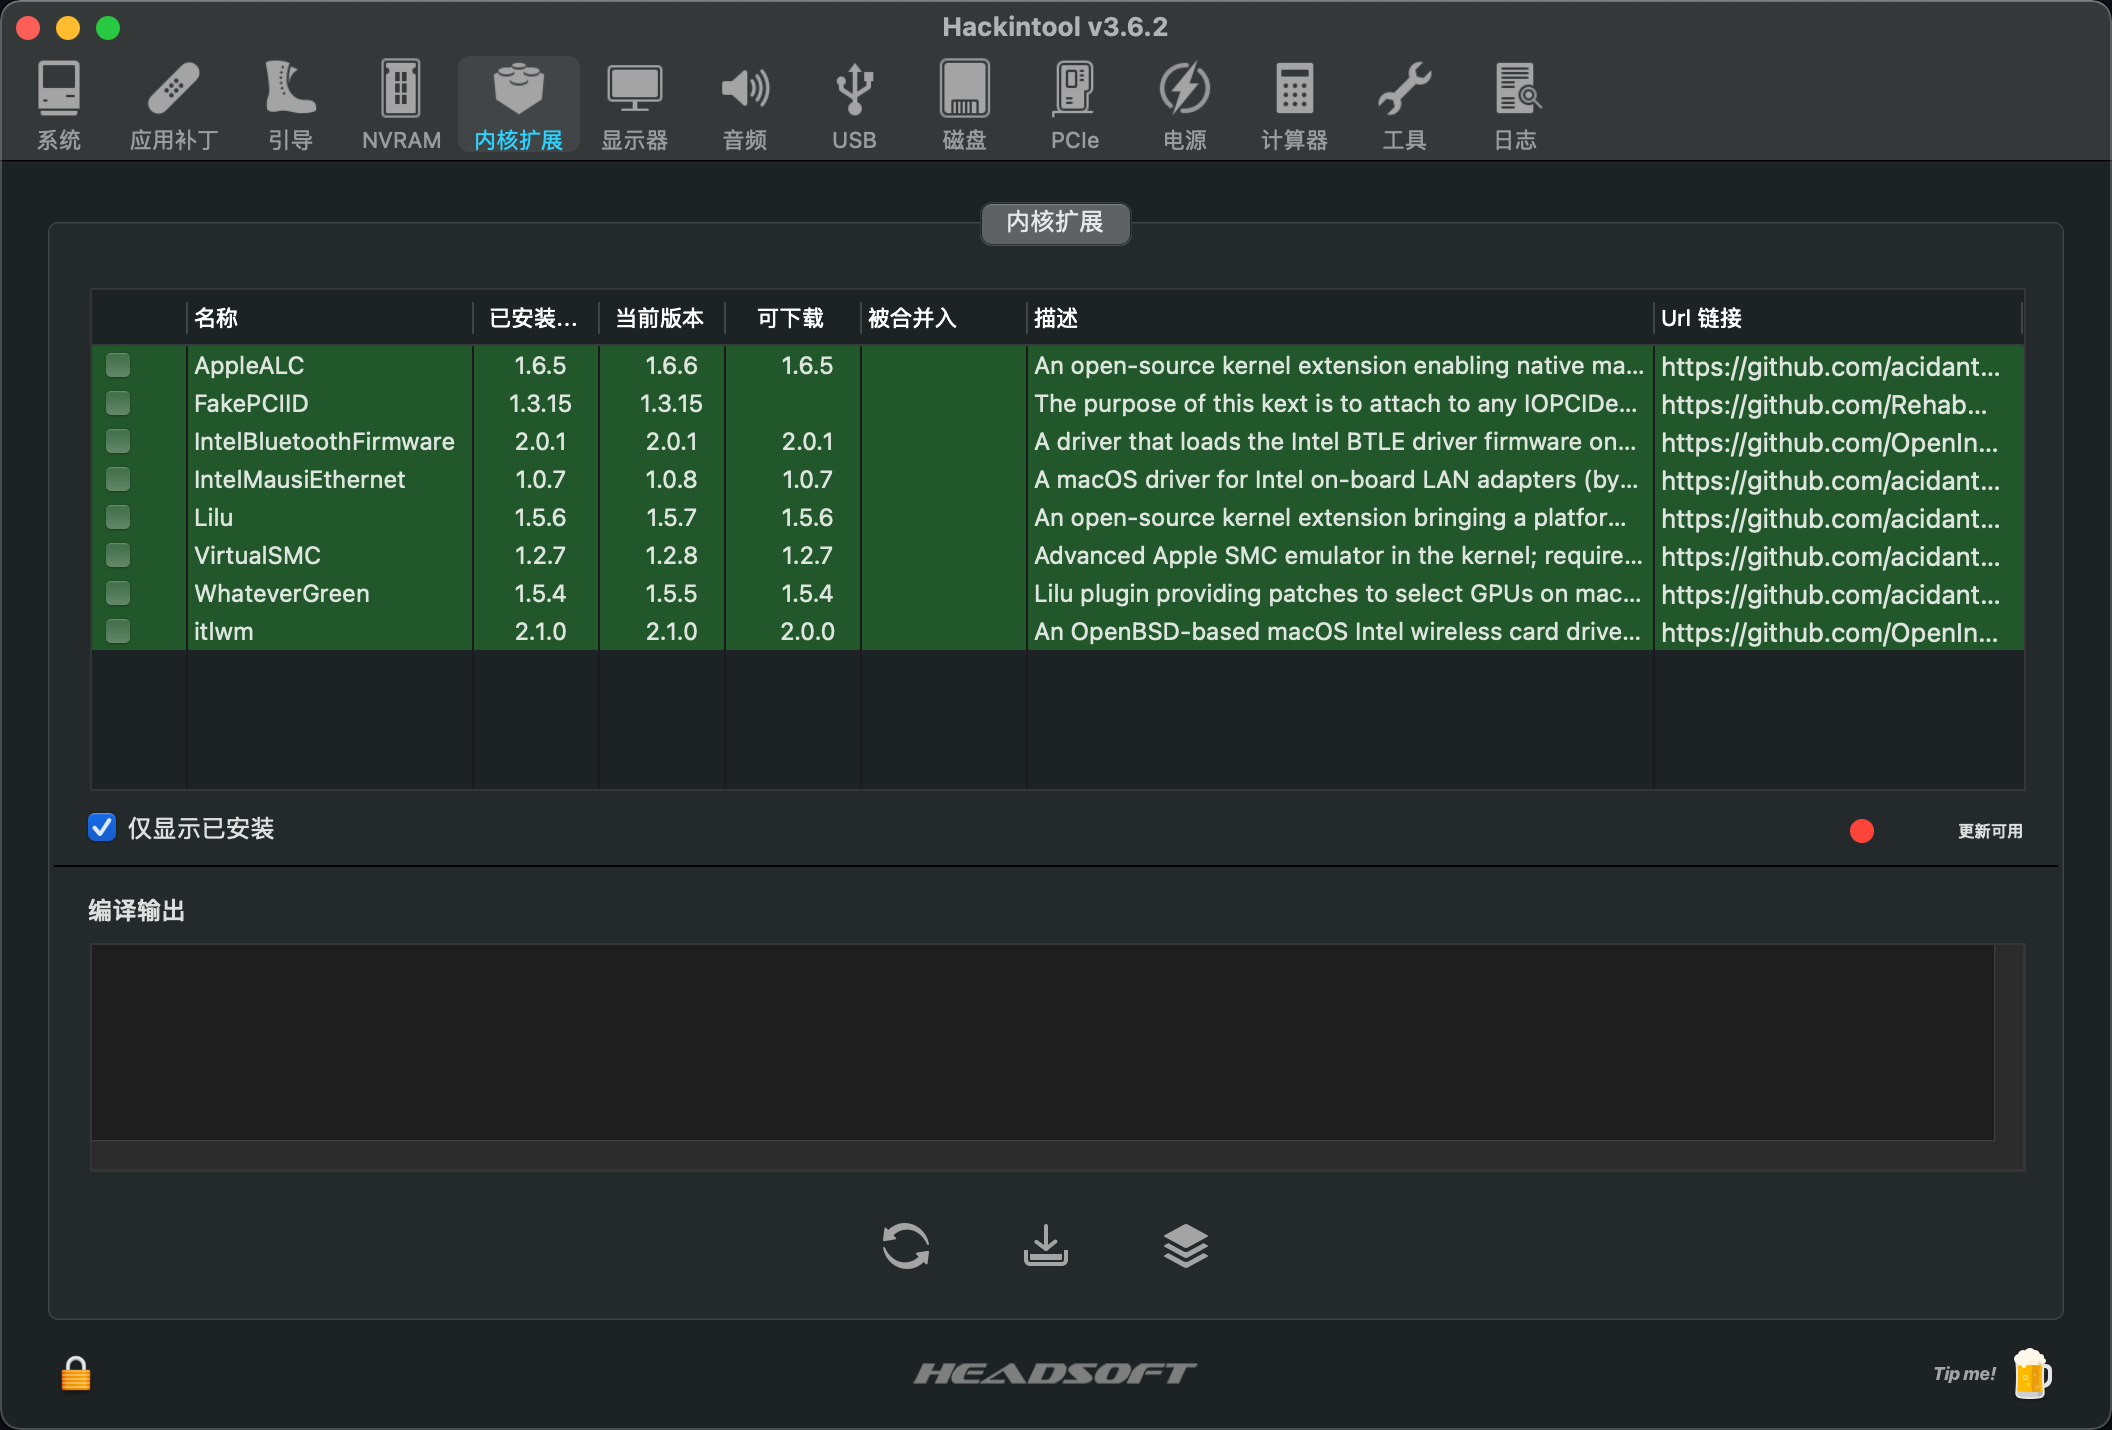 Hackintool v3.6.2
系统 应用补丁 引导 NVRAM 内核扩展 显示器 音频 USB 磁盘 PCIe 电源 计算器 工具 日志
内核扩展
名称 已安装... 当前版本 可下载 被合并入 描述 Url 链接
AppleALC 1.6.5 1.6.6 1.6.5 An open-source kernel extension enabling native ma... https://github.com/acidant...
FakePCIID 1.3.15 1.3.15 The purpose of this kext is to attach to any IOPCIDe... https://github.com/Rehab...
IntelBluetoothFirmware 2.0.1 2.0.1 2.0.1 A driver that loads the Intel BTLE driver firmware on... https://github.com/OpenIn...
IntelMausiEthernet 1.0.7 1.0.8 1.0.7 A macOS driver for Intel on-board LAN adapters (by... https://github.com/acidant...
Lilu 1.5.6 1.5.7 1.5.6 An open-source kernel extension bringing a platfor... https://github.com/acidant...
VirtualSMC 1.2.7 1.2.8 1.2.7 Advanced Apple SMC emulator in the kernel; require... https://github.com/acidant...
WhateverGreen 1.5.4 1.5.5 1.5.4 Lilu plugin providing patches to select GPUs on mac... https://github.com/acidant...
itlwm 2.1.0 2.1.0 2.0.0 An OpenBSD-based macOS Intel wireless card drive... https://github.com/OpenIn...
仅显示已安装 更新可用
编译输出
HEADSOFT
Tip me!